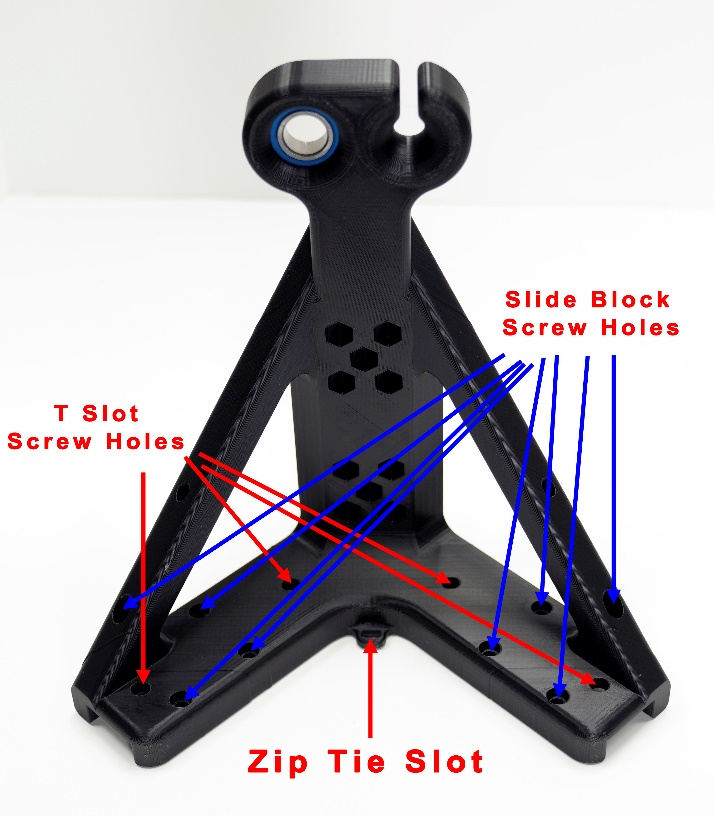 Slide Block
Screw Holes
T Slot
Screw Holes
Zip Tie Slot